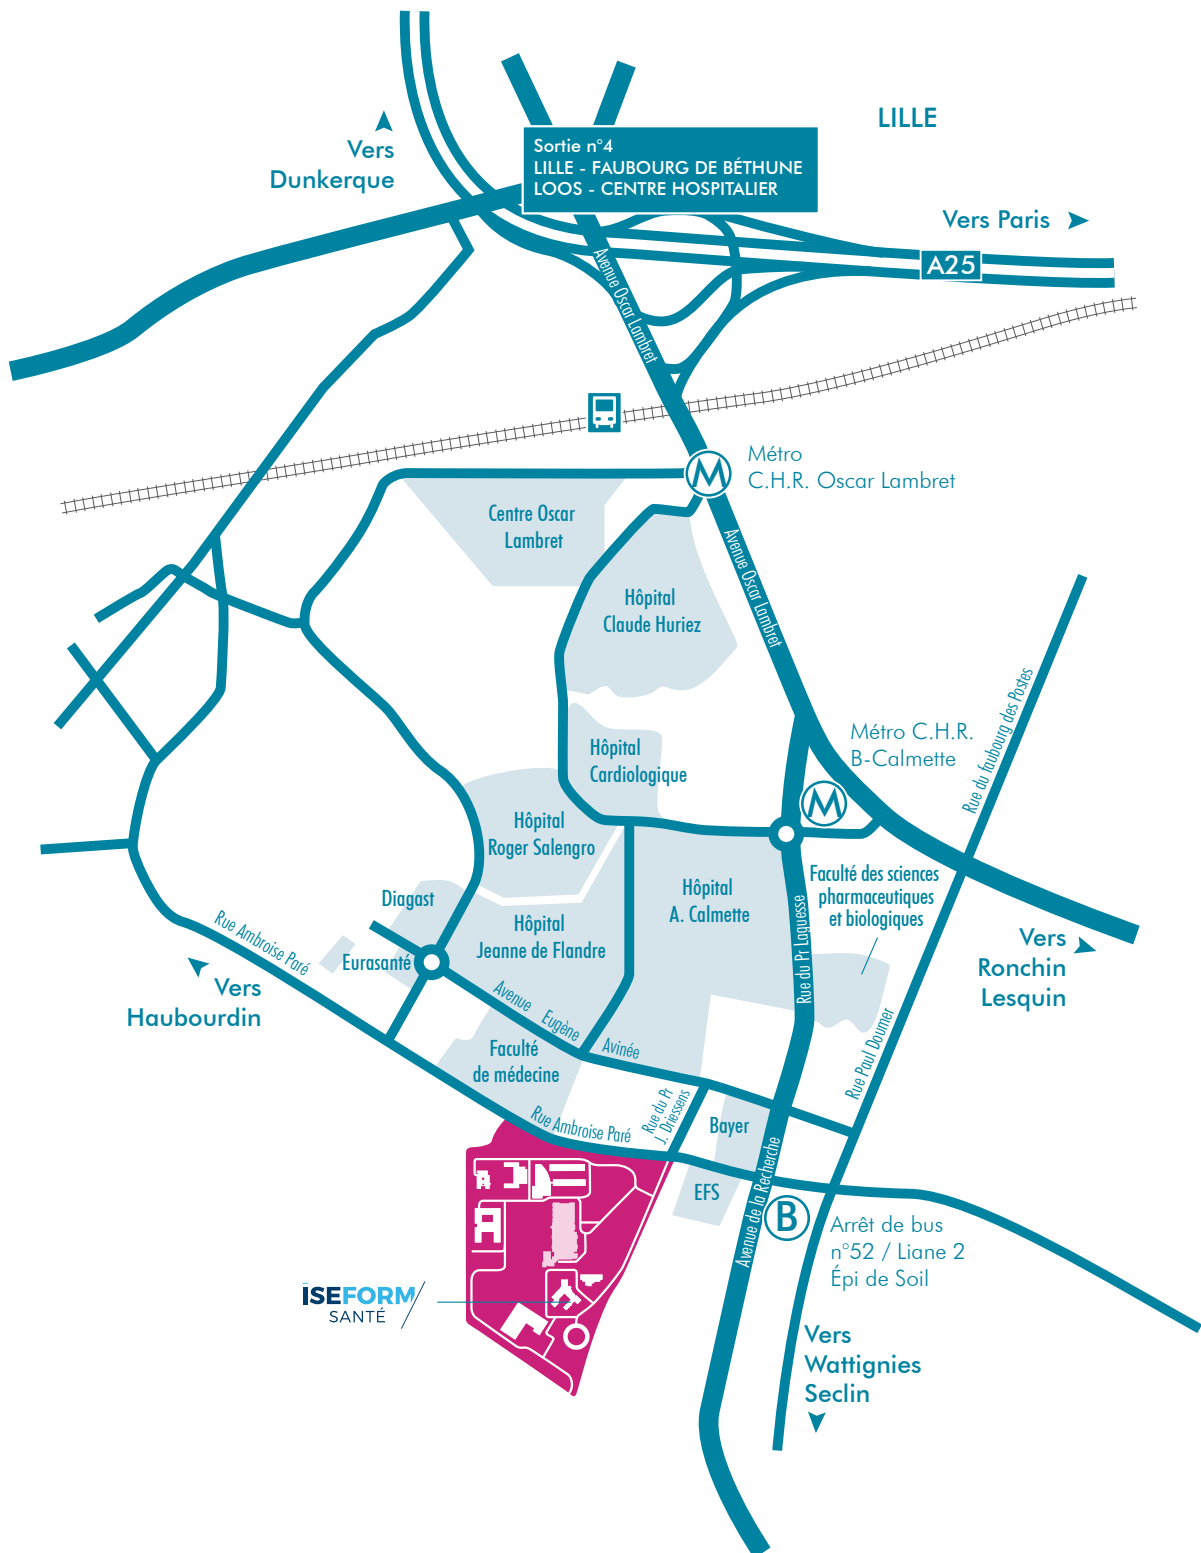 LILLE
Vers
Dunkerque
Sortie n°4
LILLE - FAUBOURG DE BÉTHUNE
LOOS - CENTRE HOSPITALIER
Vers Paris
A25
Avenue Oscar Lambret
Métro
C.H.R. Oscar Lambret
M
Centre Oscar
Lambret
Hôpital
Claude Huriez
Avenue Oscar Lambret
Rue du faubourg des Postes
Métro C.H.R.
B-Calmette
M
Hôpital
Cardiologique
Hôpital
Roger Salengro
Hôpital
A. Calmette
Faculté des sciences
pharmaceutiques
et biologiques
Diagast
Hôpital
Jeanne de Flandre
Eurasanté
Rue du Pr Laguesse
Rue Ambroise Paré
Vers
Haubourdin
Vers
Ronchin
Lesquin
Avenue Eugène Avinée
Faculté
de médecine
Rue Paul Doumer
Rue Ambroise Paré
Rue du Pr
J. Driessens
Bayer
EFS
Avenue de la Recherche
B
Arrêt de bus
n°52 / Liane 2
Épi de Soil
ISEFORM
SANTÉ
Vers
Wattignies
Seclin